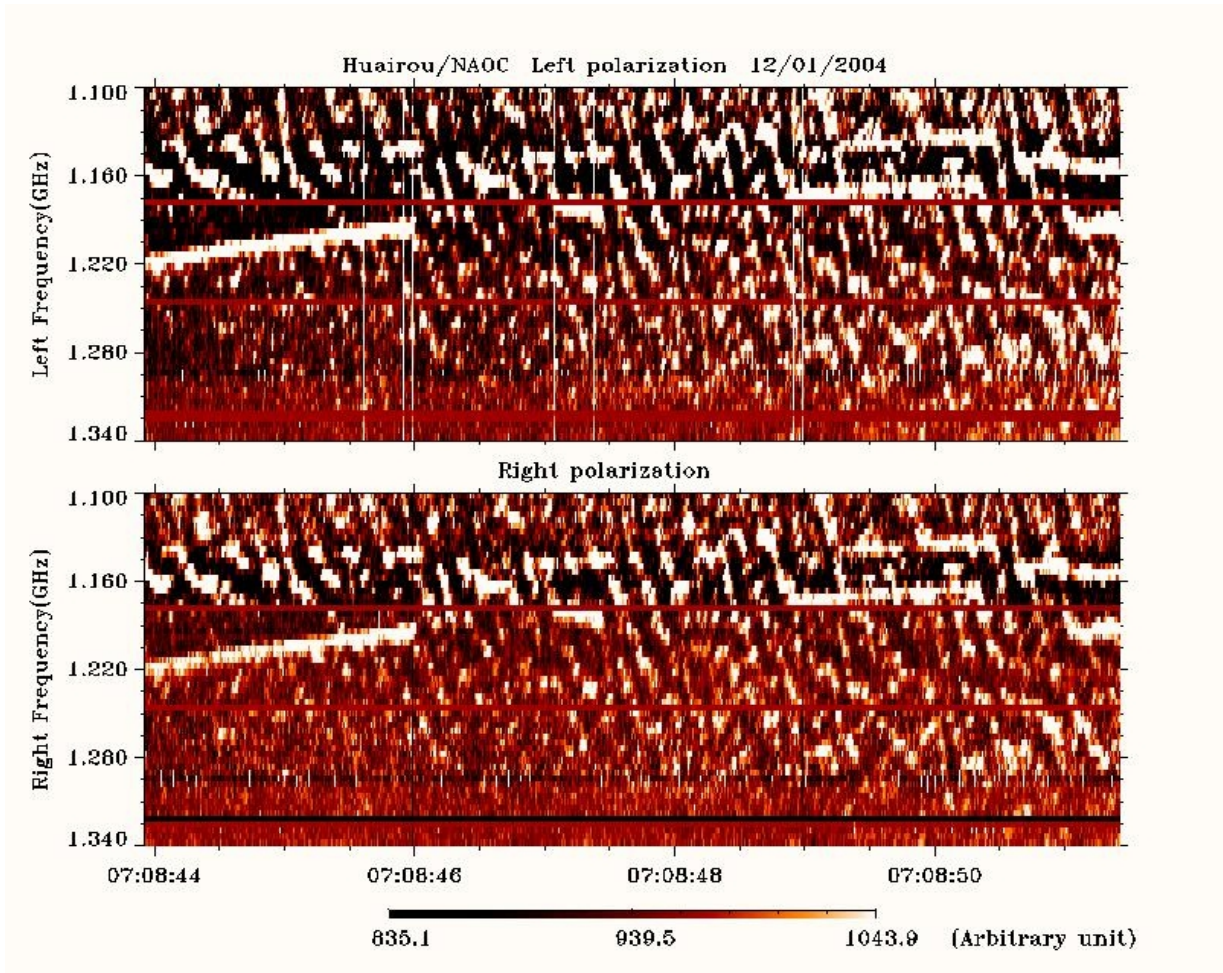 Huairou/NAOC Left polarization 12/01/2004
1.100
1.160
1.220
1.280
1.340
Left Frequency(GHz)
Right polarization
1.100
1.160
1.220
1.280
1.340
Right Frequency(GHz)
07:08:44 07:08:46 07:08:48 07:08:50
835.1 939.5 1043.9 (Arbitrary unit)